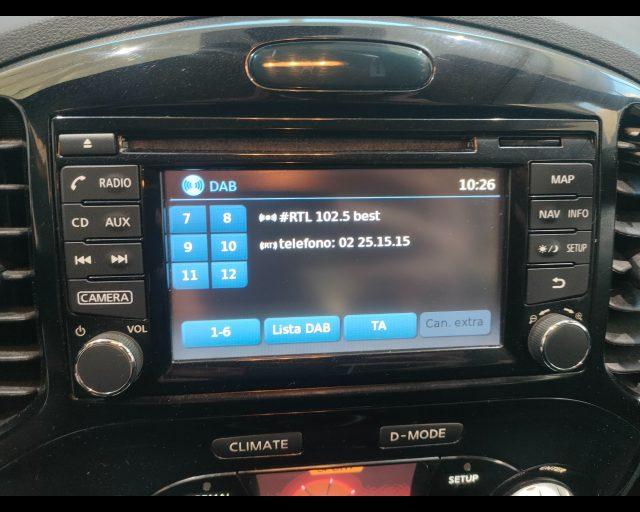 RADIO
CD AUX
CAMERA
VOL
DAB 10:26
7 8
9 10
11 12
#RTL 102.5 best
(RT) telefono: 02 25.15.15
1-6 Lista DAB TA Can. extra
MAP
NAV INFO
SETUP
CLIMATE D-MODE
SETUP